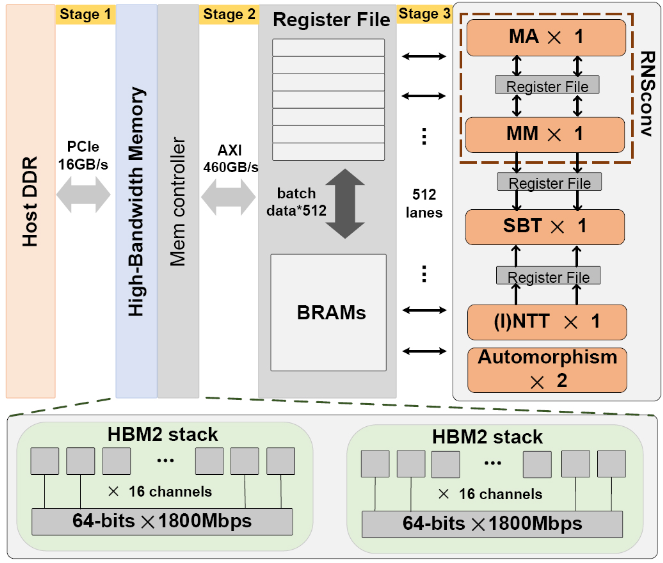 Stage 1
Stage 2
Register File
Stage 3
Host DDR
PCIe
16GB/s
High-Bandwidth Memory
Mem controller
AXI
460GB/s
batch
data*512
BRAMs
512
lanes
...
...
MA × 1
Register File
MM × 1
RNSconv
Register File
SBT × 1
Register File
(I)NTT × 1
Automorphism
× 2
HBM2 stack
...
× 16 channels
64-bits × 1800Mbps
HBM2 stack
...
× 16 channels
64-bits × 1800Mbps